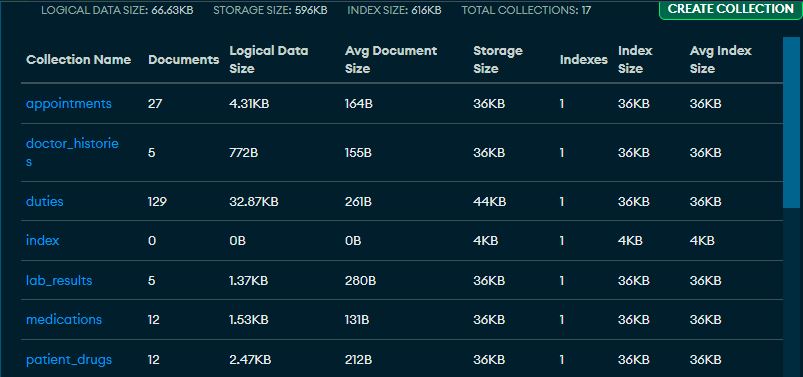 LOGICAL DATA SIZE: 66.63KB STORAGE SIZE: 596KB INDEX SIZE: 616KB TOTAL COLLECTIONS: 17 CREATE COLLECTION
Collection Name Documents Logical Data Size Avg Document Size Storage Size Indexes Index Size Avg Index Size
appointments 27 4.31KB 164B 36KB 1 36KB 36KB
doctor_histories 5 772B 155B 36KB 1 36KB 36KB
duties 129 32.87KB 261B 44KB 1 36KB 36KB
index 0 0B 0B 4KB 1 4KB 4KB
lab_results 5 1.37KB 280B 36KB 1 36KB 36KB
medications 12 1.53KB 131B 36KB 1 36KB 36KB
patient_drugs 12 2.47KB 212B 36KB 1 36KB 36KB